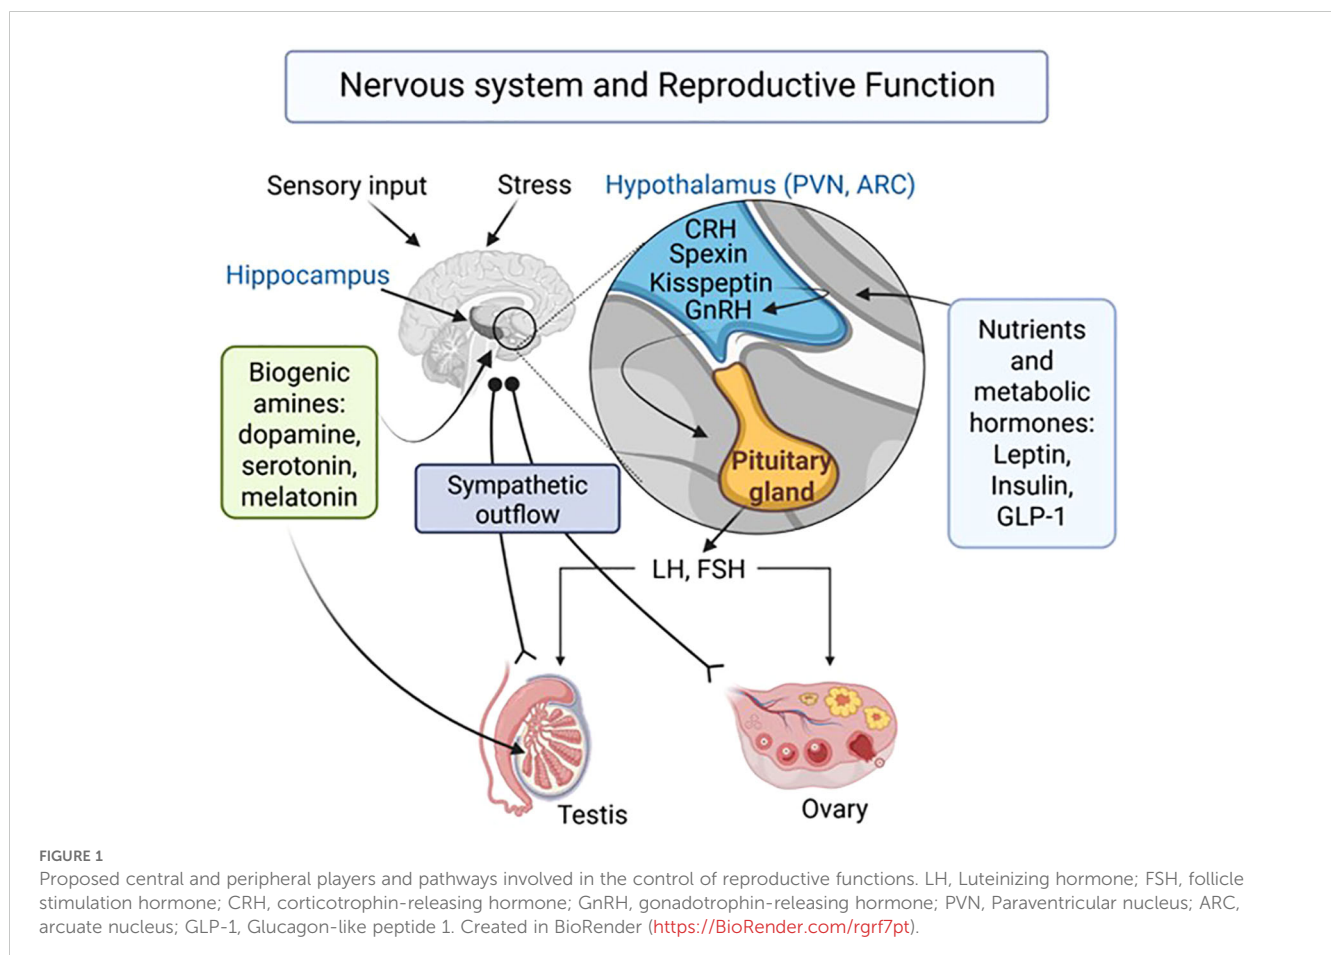 Nervous system and Reproductive Function
Sensory input
Stress
Hypothalamus (PVN, ARC)
Hippocampus
CRH
Spexin
Kisspeptin
GnRH
Biogenic
amines:
dopamine,
serotonin,
melatonin
Nutrients
and
metabolic
hormones:
Leptin,
Insulin,
GLP-1
Pituitary
gland
Sympathetic
outflow
LH, FSH
Testis
Ovary
FIGURE 1
Proposed central and peripheral players and pathways involved in the control of reproductive functions. LH, Luteinizing hormone; FSH, follicle
stimulation hormone; CRH, corticotrophin-releasing hormone; GnRH, gonadotrophin-releasing hormone; PVN, Paraventricular nucleus; ARC,
arcuate nucleus; GLP-1, Glucagon-like peptide 1. Created in BioRender (https://BioRender.com/rgrf7pt).